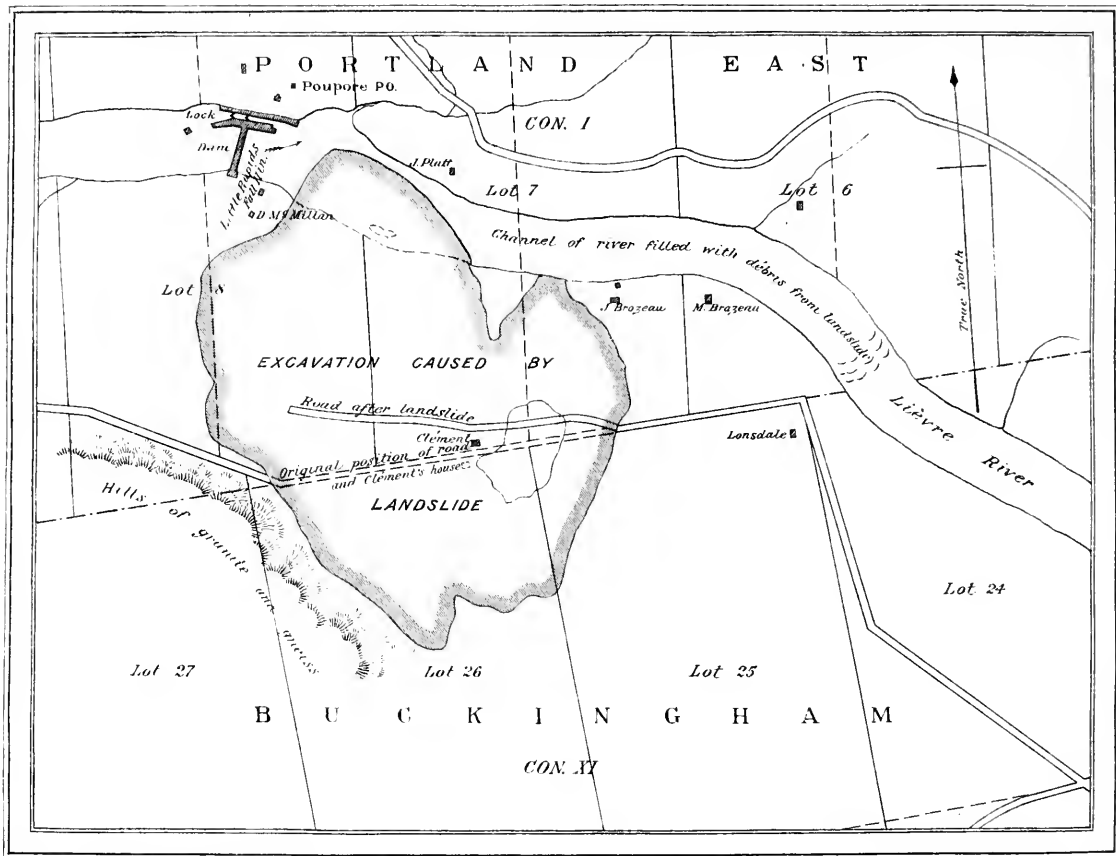 PORTLAND EAST
Poupore PO.
Lock
CON. I
Dam
J. Platt
Lot 7
Lot 6
Little Rapids
Fall 7in.
D. McMillan
Channel of river filled with débris from landslide
True North
Lot 8
J. Brazeau
M. Brazeau
EXCAVATION CAUSED BY
Road after landslide
Lièvre River
Clément
Lonsdale
Original position of road
and Clément's house
LANDSLIDE
Hills of granite and gneiss
Lot 24
Lot 27
Lot 26
Lot 25
BUCKINGHAM
CON. XI